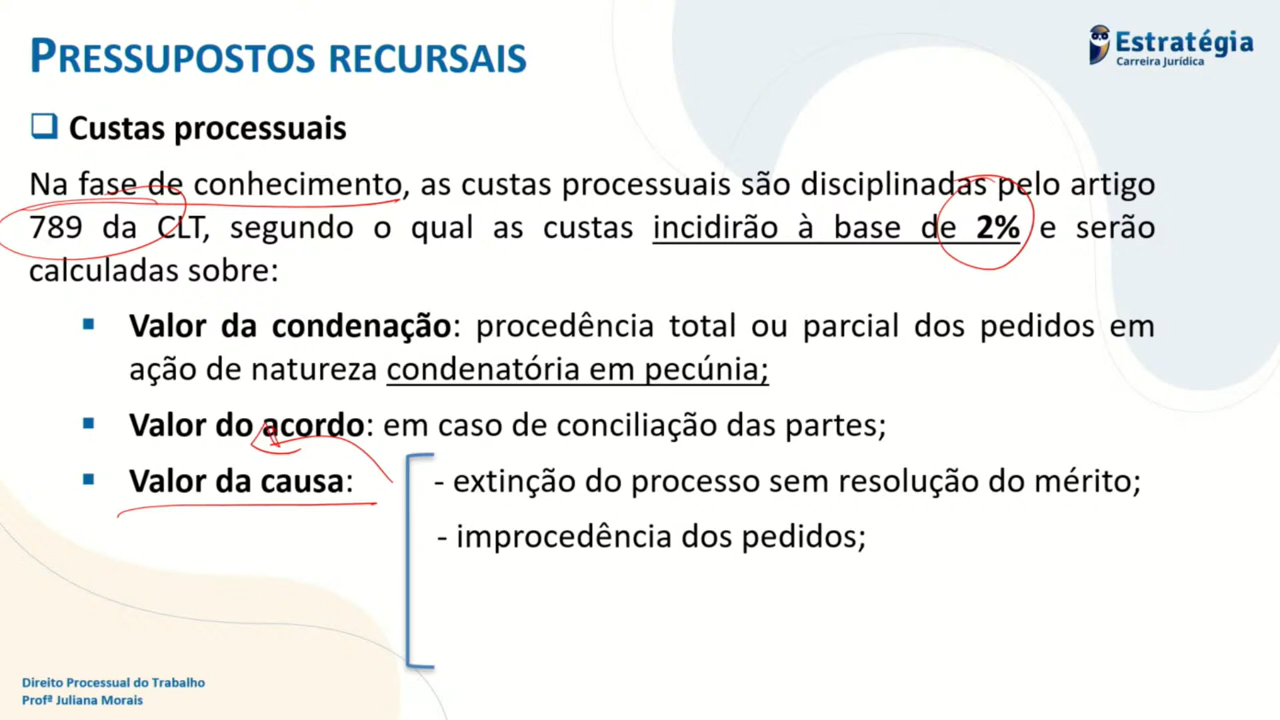 PRESSUPOSTOS RECURSAIS
Estratégia
Carreira Jurídica
❑ Custas processuais
Na fase de conhecimento, as custas processuais são disciplinadas pelo artigo
789 da CLT, segundo o qual as custas incidirão à base de 2% e serão
calculadas sobre:
▪ Valor da condenação: procedência total ou parcial dos pedidos em
ação de natureza condenatória em pecúnia;
▪ Valor do acordo: em caso de conciliação das partes;
▪ Valor da causa: - extinção do processo sem resolução do mérito;
- improcedência dos pedidos;
Direito Processual do Trabalho
Profª Juliana Morais